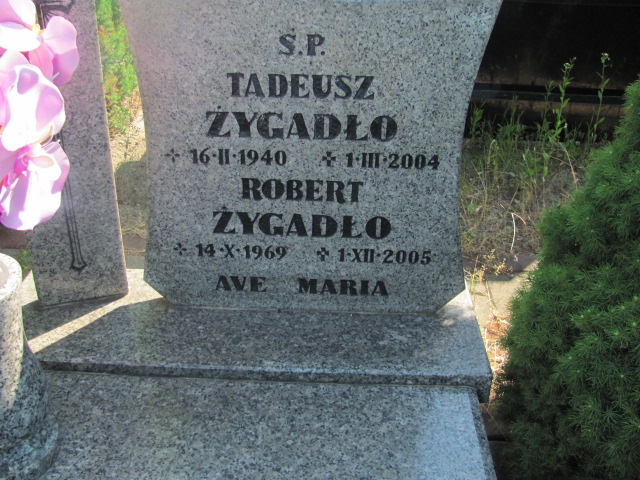 Ś.P.
TADEUSZ
ŻYGADŁO
✢ 16·II·1940 ✢ 1·III·2004
ROBERT
ŻYGADŁO
✢ 14·X·1969 ✢ 1·XII·2005
AVE MARIA